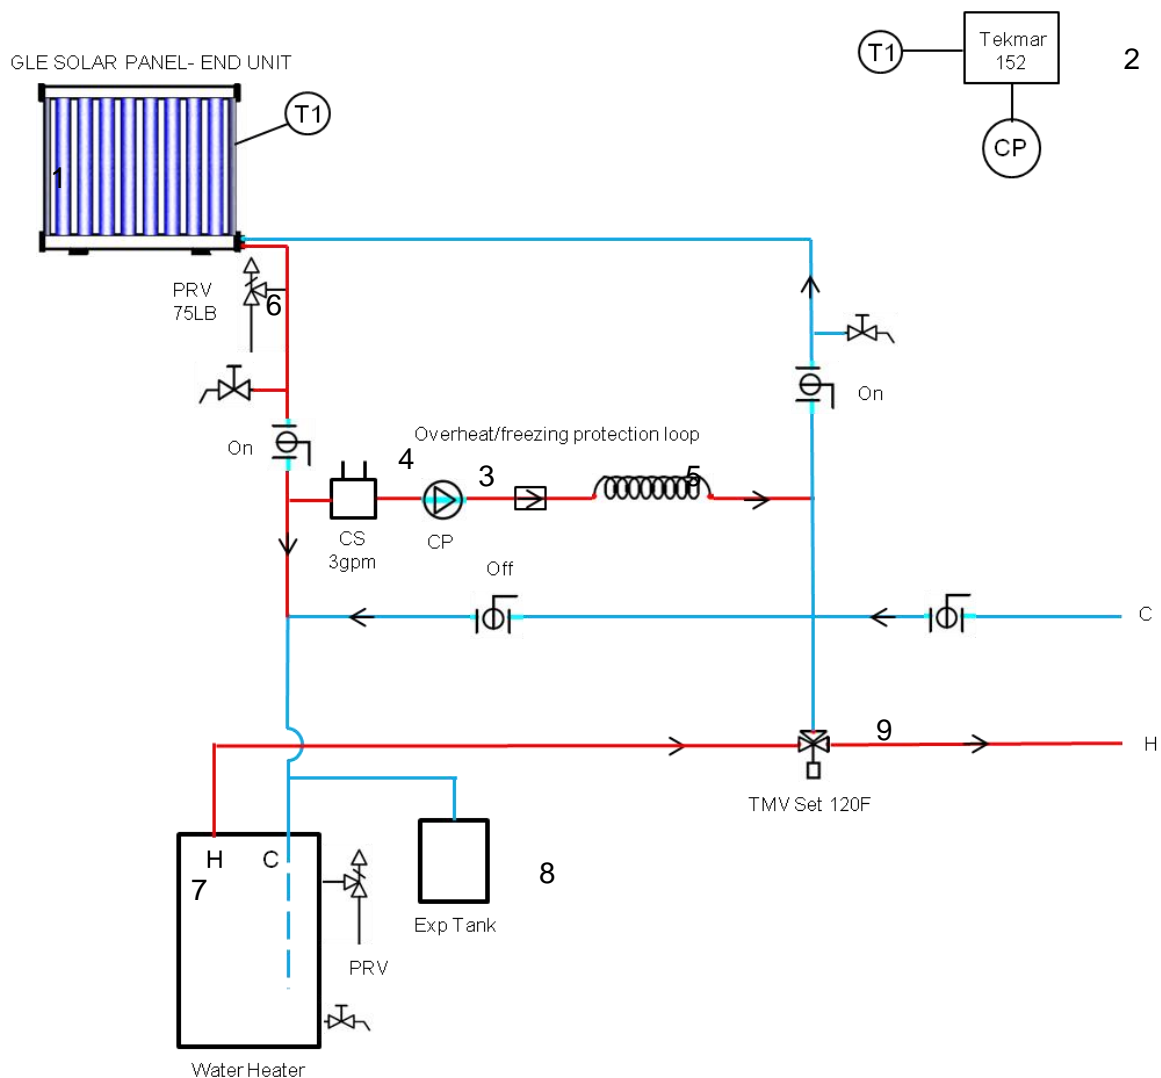 T1
Tekmar
152
2
GLE SOLAR PANEL- END UNIT
T1
CP
1
PRV
75LB
6
On
On
Overheat/freezing protection loop
4
3
5
CS
3gpm
CP
Off
C
9
H
TMV Set 120F
H
C
7
8
Exp Tank
PRV
Water Heater